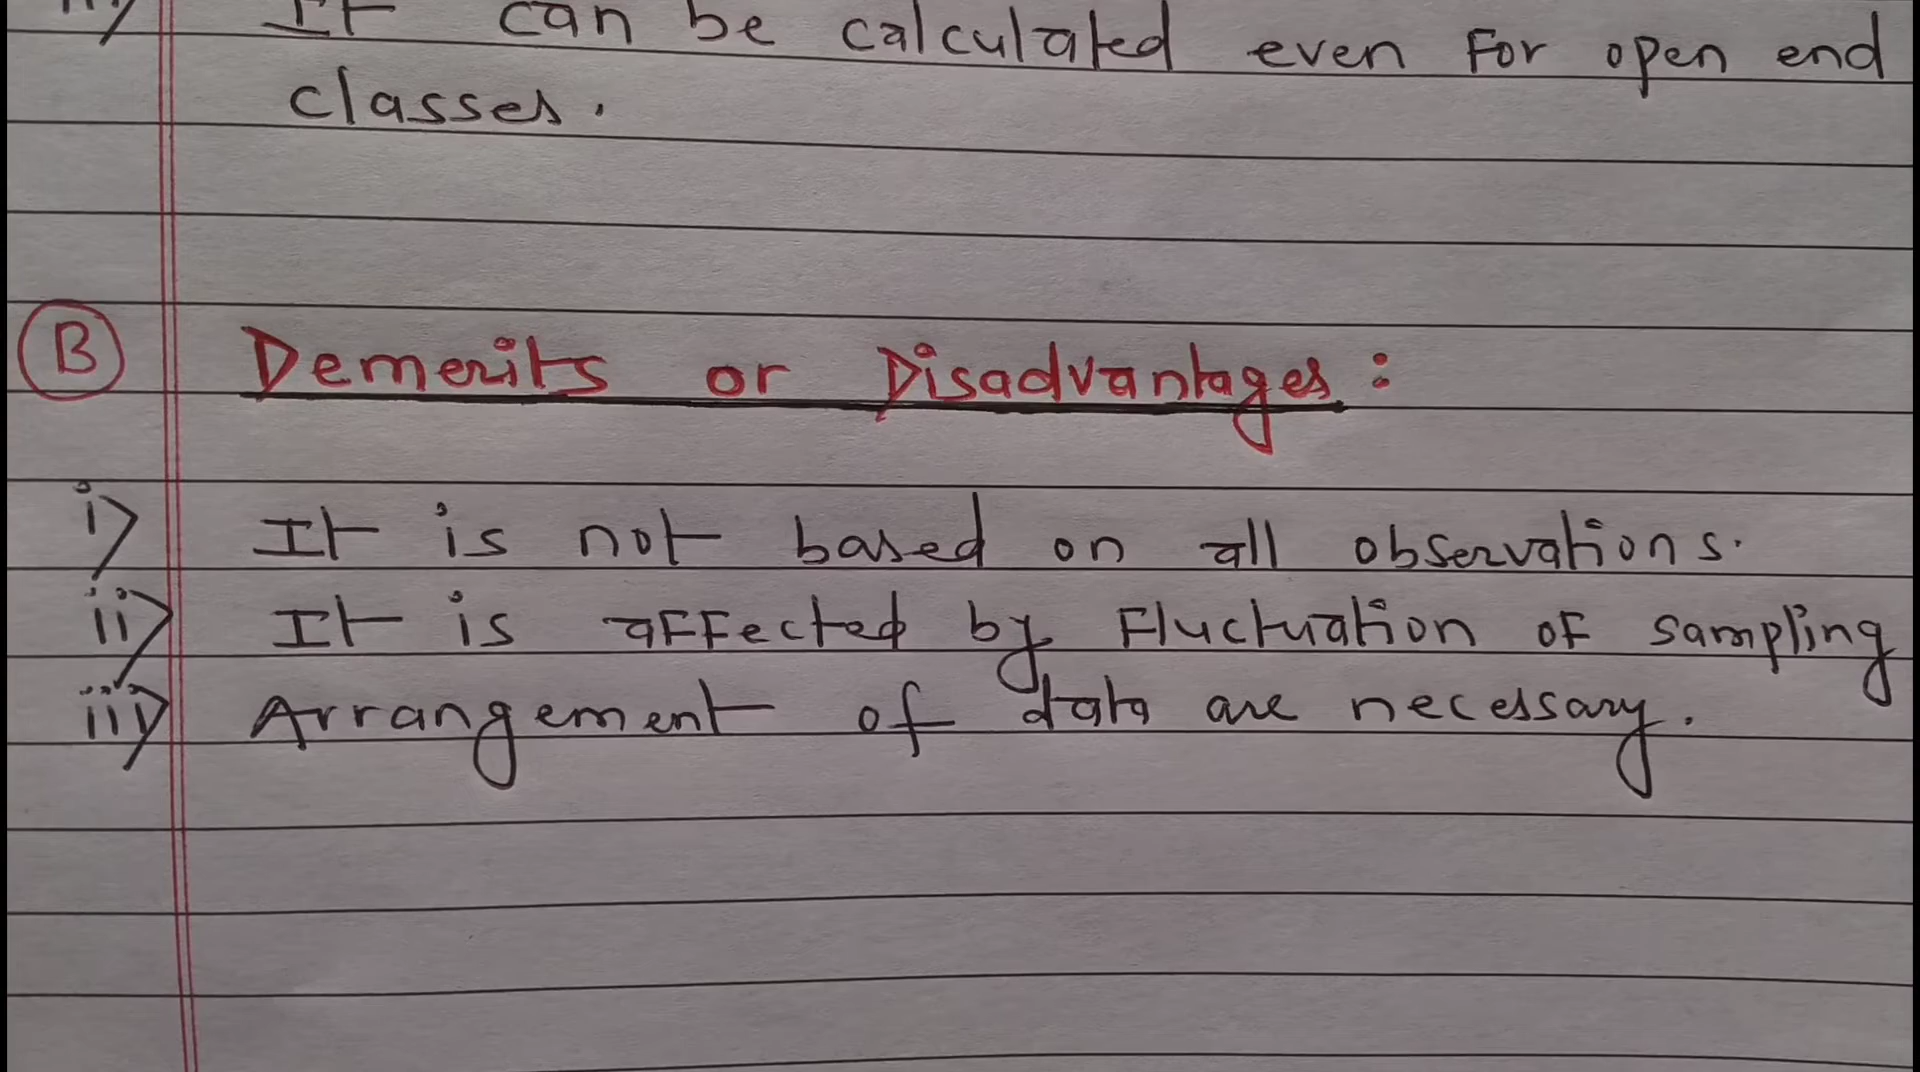 It can be calculated even For open end
classes.
B Demerits or Disadvantages :
i) It is not based on all observations.
ii) It is affected by Fluctuation of sampling
iii) Arrangement of data are necessary.